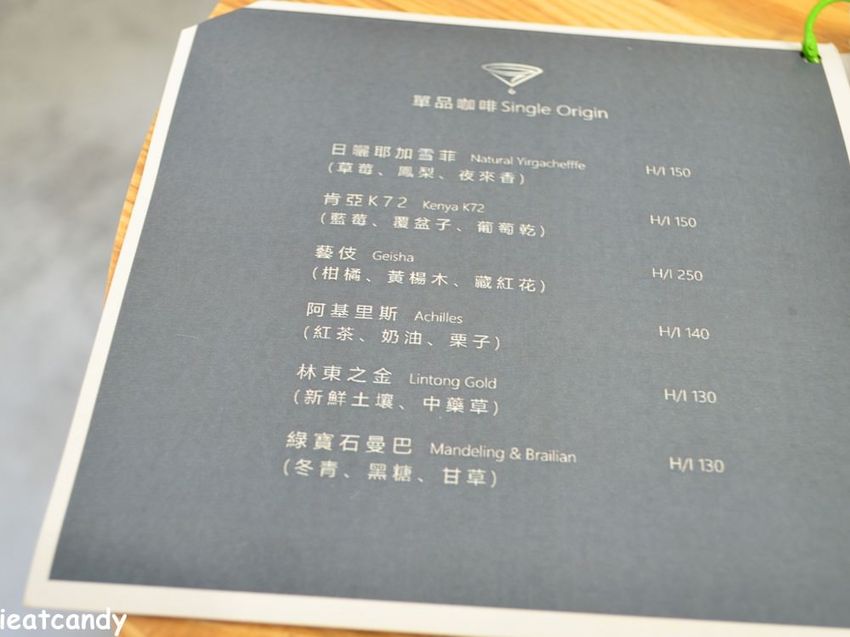 單品咖啡 Single Origin
日曬耶加雪菲 Natural Yirgachefffe H/I 150
(草莓、鳳梨、夜來香)
肯亞K72 Kenya K72 H/I 150
(藍莓、覆盆子、葡萄乾)
藝伎 Geisha H/I 250
(柑橘、黃楊木、藏紅花)
阿基里斯 Achilles H/I 140
(紅茶、奶油、栗子)
林東之金 Lintong Gold H/I 130
(新鮮土壤、中藥草)
綠寶石曼巴 Mandeling & Brailian H/I 130
(冬青、黑糖、甘草)
ieatcandy